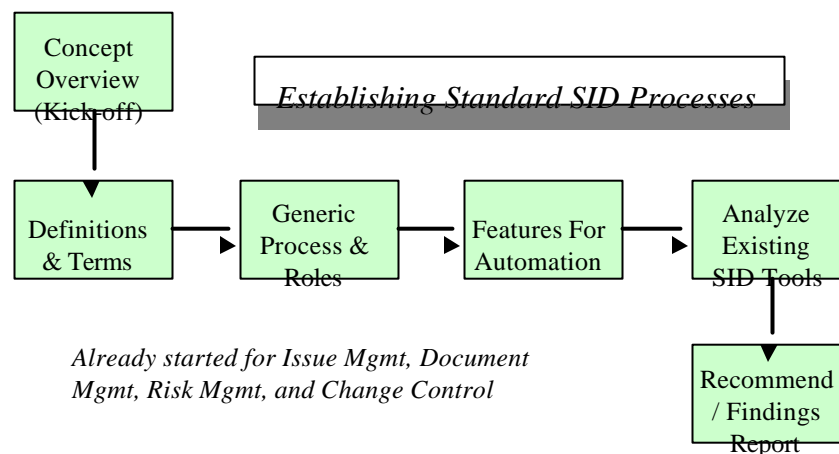 Concept
Overview
(Kick-off)
Establishing Standard SID Processes
Definitions
& Terms
Generic
Process &
Roles
Features For
Automation
Analyze
Existing
SID Tools
Already started for Issue Mgmt, Document
Mgmt, Risk Mgmt, and Change Control
Recommend
/ Findings
Report